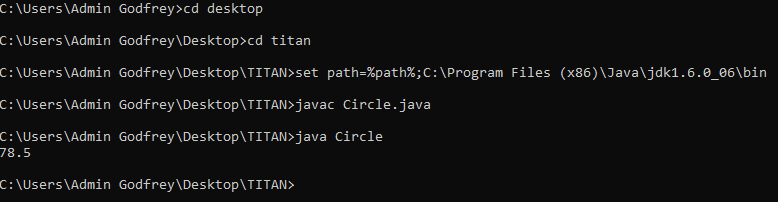 C:\Users\Admin Godfrey>cd desktop
C:\Users\Admin Godfrey\Desktop>cd titan
C:\Users\Admin Godfrey\Desktop\TITAN>set path=%path%;C:\Program Files (x86)\Java\jdk1.6.0_06\bin
C:\Users\Admin Godfrey\Desktop\TITAN>javac Circle.java
C:\Users\Admin Godfrey\Desktop\TITAN>java Circle
78.5
C:\Users\Admin Godfrey\Desktop\TITAN>